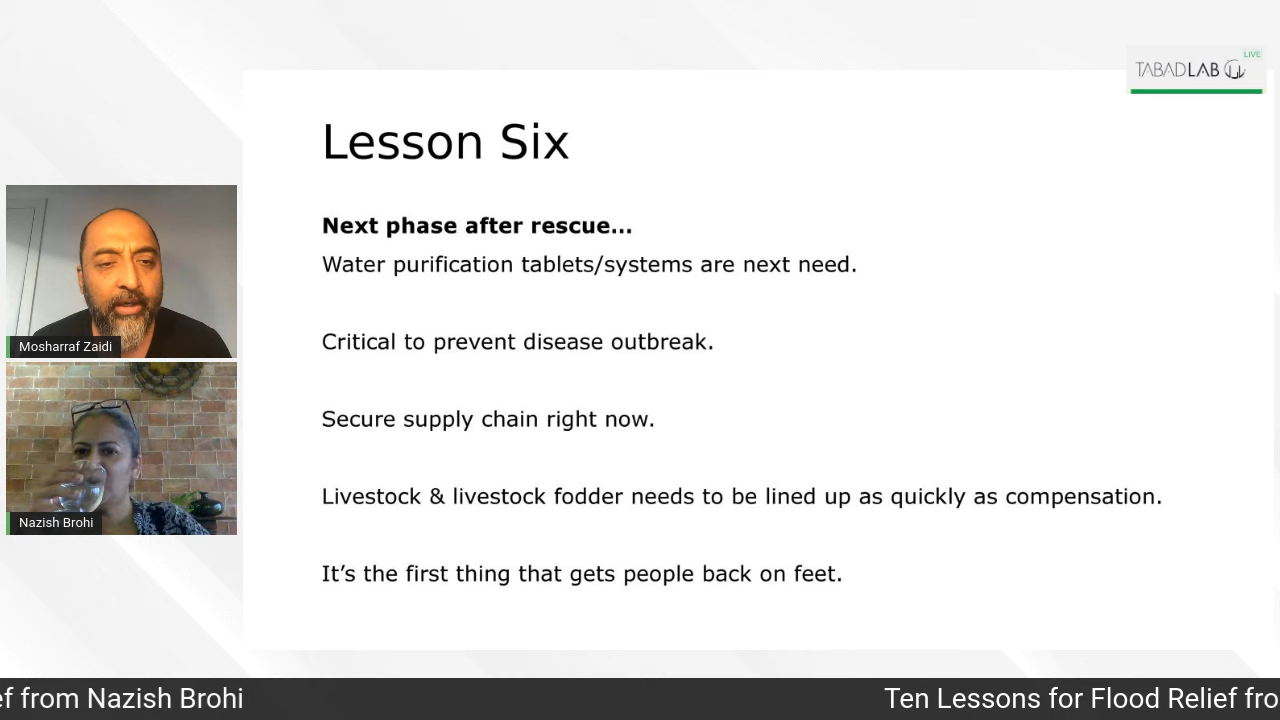 LIVE
TABADLAB
Lesson Six
Next phase after rescue...
Water purification tablets/systems are next need.
Critical to prevent disease outbreak.
Secure supply chain right now.
Livestock & livestock fodder needs to be lined up as quickly as compensation.
It’s the first thing that gets people back on feet.
Mosharraf Zaidi
Nazish Brohi
ef from Nazish Brohi
Ten Lessons for Flood Relief fro